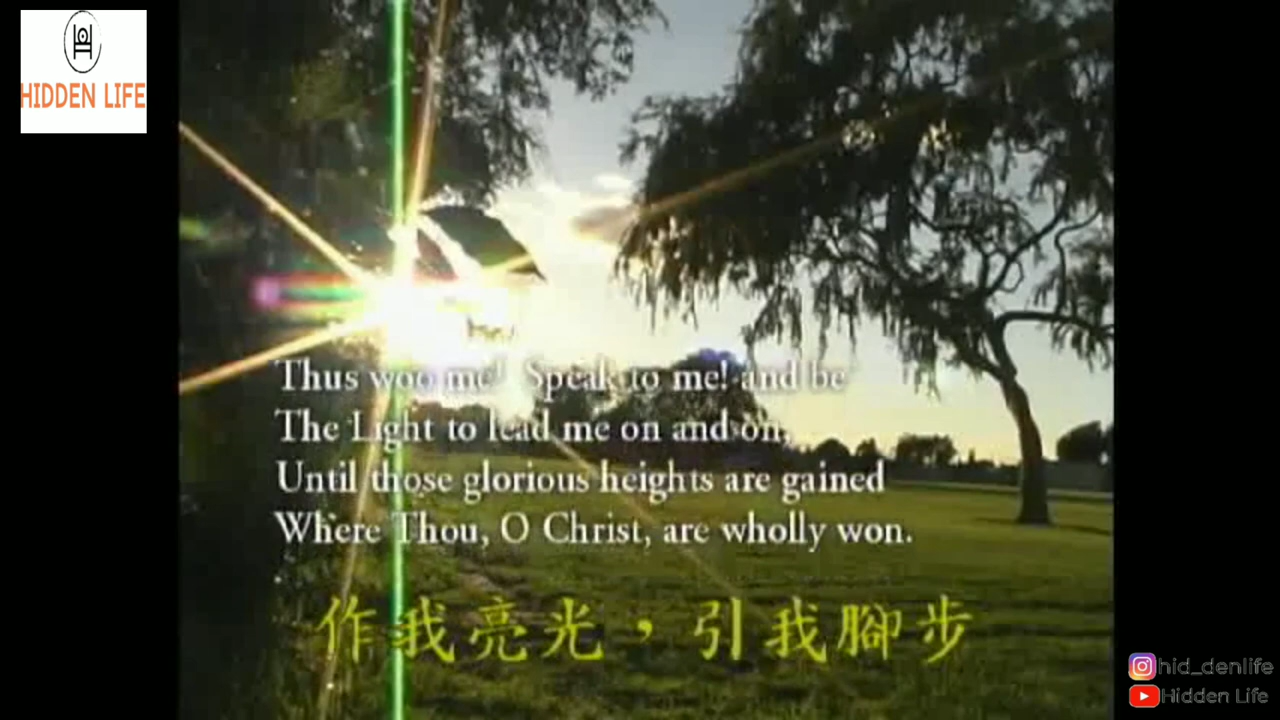 HIDDEN LIFE
Thus woo me! Speak to me! and be
The Light to lead me on and on,
Until those glorious heights are gained
Where Thou, O Christ, are wholly won.
作我亮光，引我腳步
hid_denlife
Hidden Life